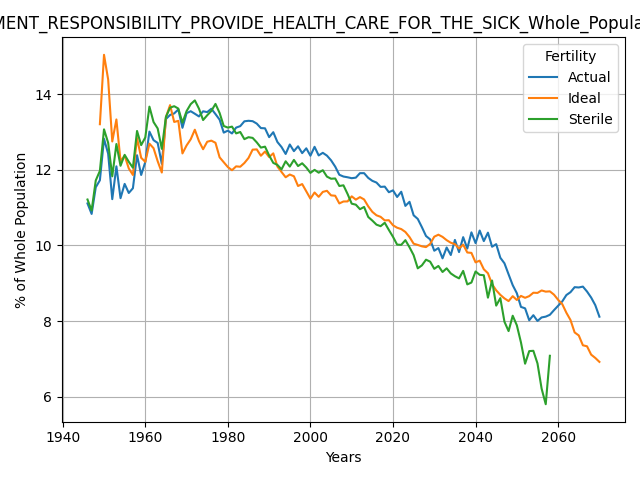 MENT_RESPONSIBILITY_PROVIDE_HEALTH_CARE_FOR_THE_SICK_Whole_Popula
Fertility
Actual
Ideal
Sterile
% of Whole Population
14
12
10
8
6
1940
1960
1980
2000
2020
2040
2060
Years